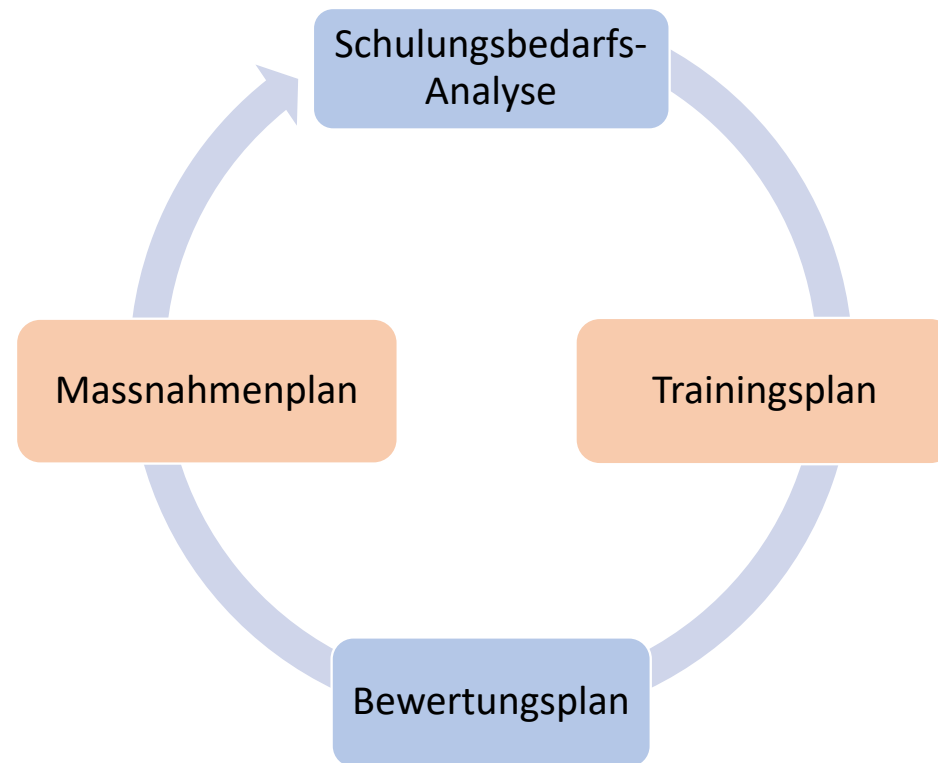 Schulungsbedarfs-
Analyse
Massnahmenplan
Trainingsplan
Bewertungsplan